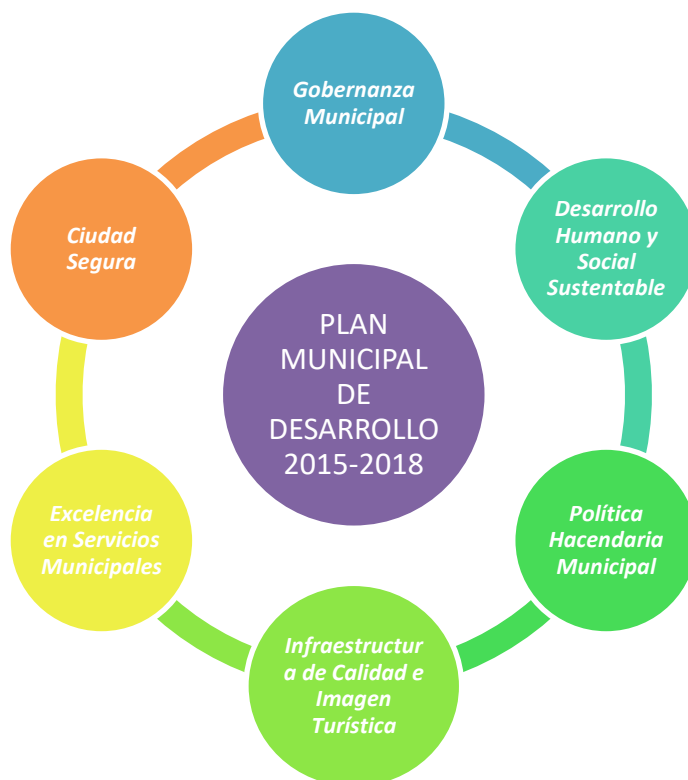 Gobernanza
Municipal
Desarrollo
Humano y
Social
Sustentable
Ciudad
Segura
PLAN
MUNICIPAL
DE
DESARROLLO
2015-2018
Excelencia
en Servicios
Municipales
Política
Hacendaria
Municipal
Infraestructur
a de Calidad e
Imagen
Turística